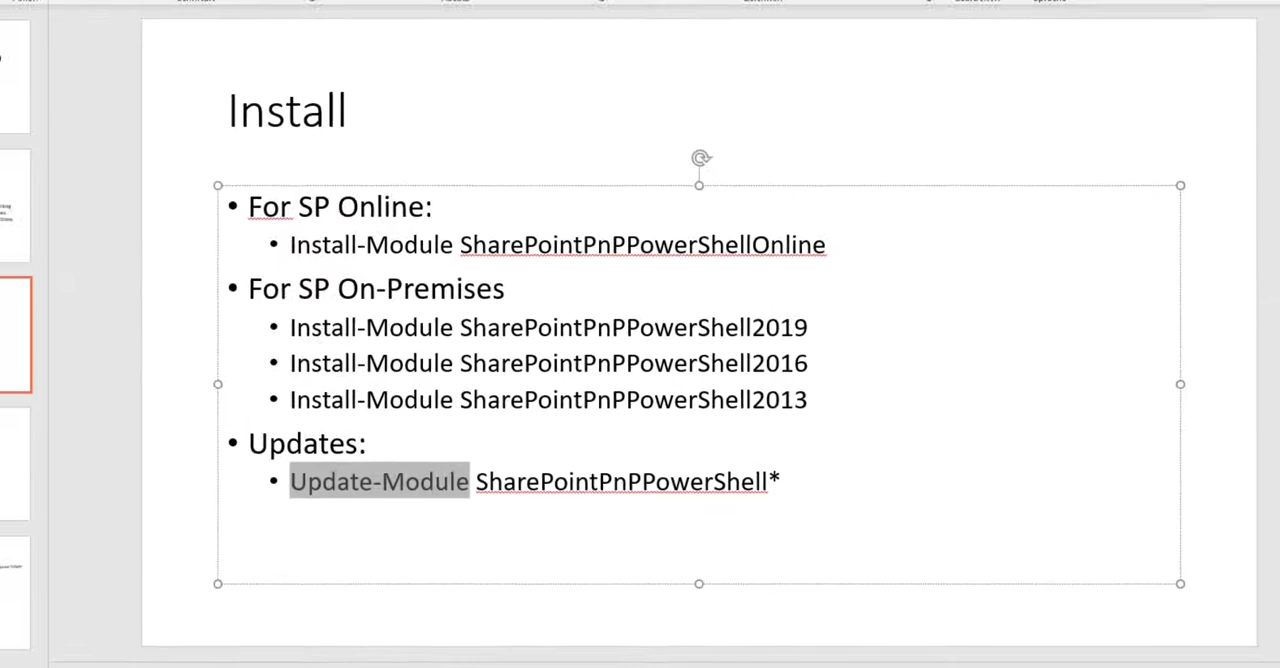 Install
• For SP Online:
• Install-Module SharePointPnPPowerShellOnline
• For SP On-Premises
• Install-Module SharePointPnPPowerShell2019
• Install-Module SharePointPnPPowerShell2016
• Install-Module SharePointPnPPowerShell2013
• Updates:
• Update-Module SharePointPnPPowerShell*